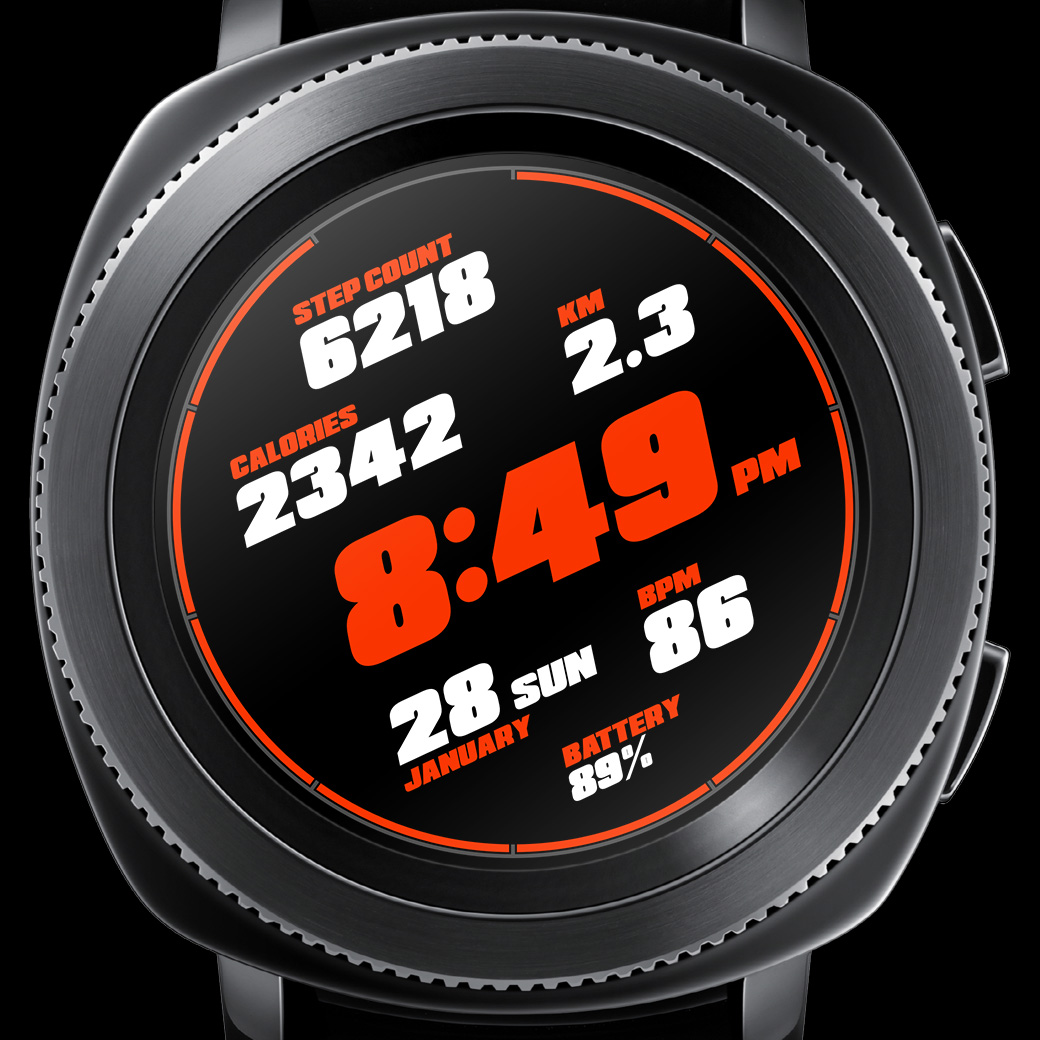 STEP COUNT
6218
KM
2.3
CALORIES
2342
8:49 PM
BPM
86
28 SUN
JANUARY
BATTERY
89%